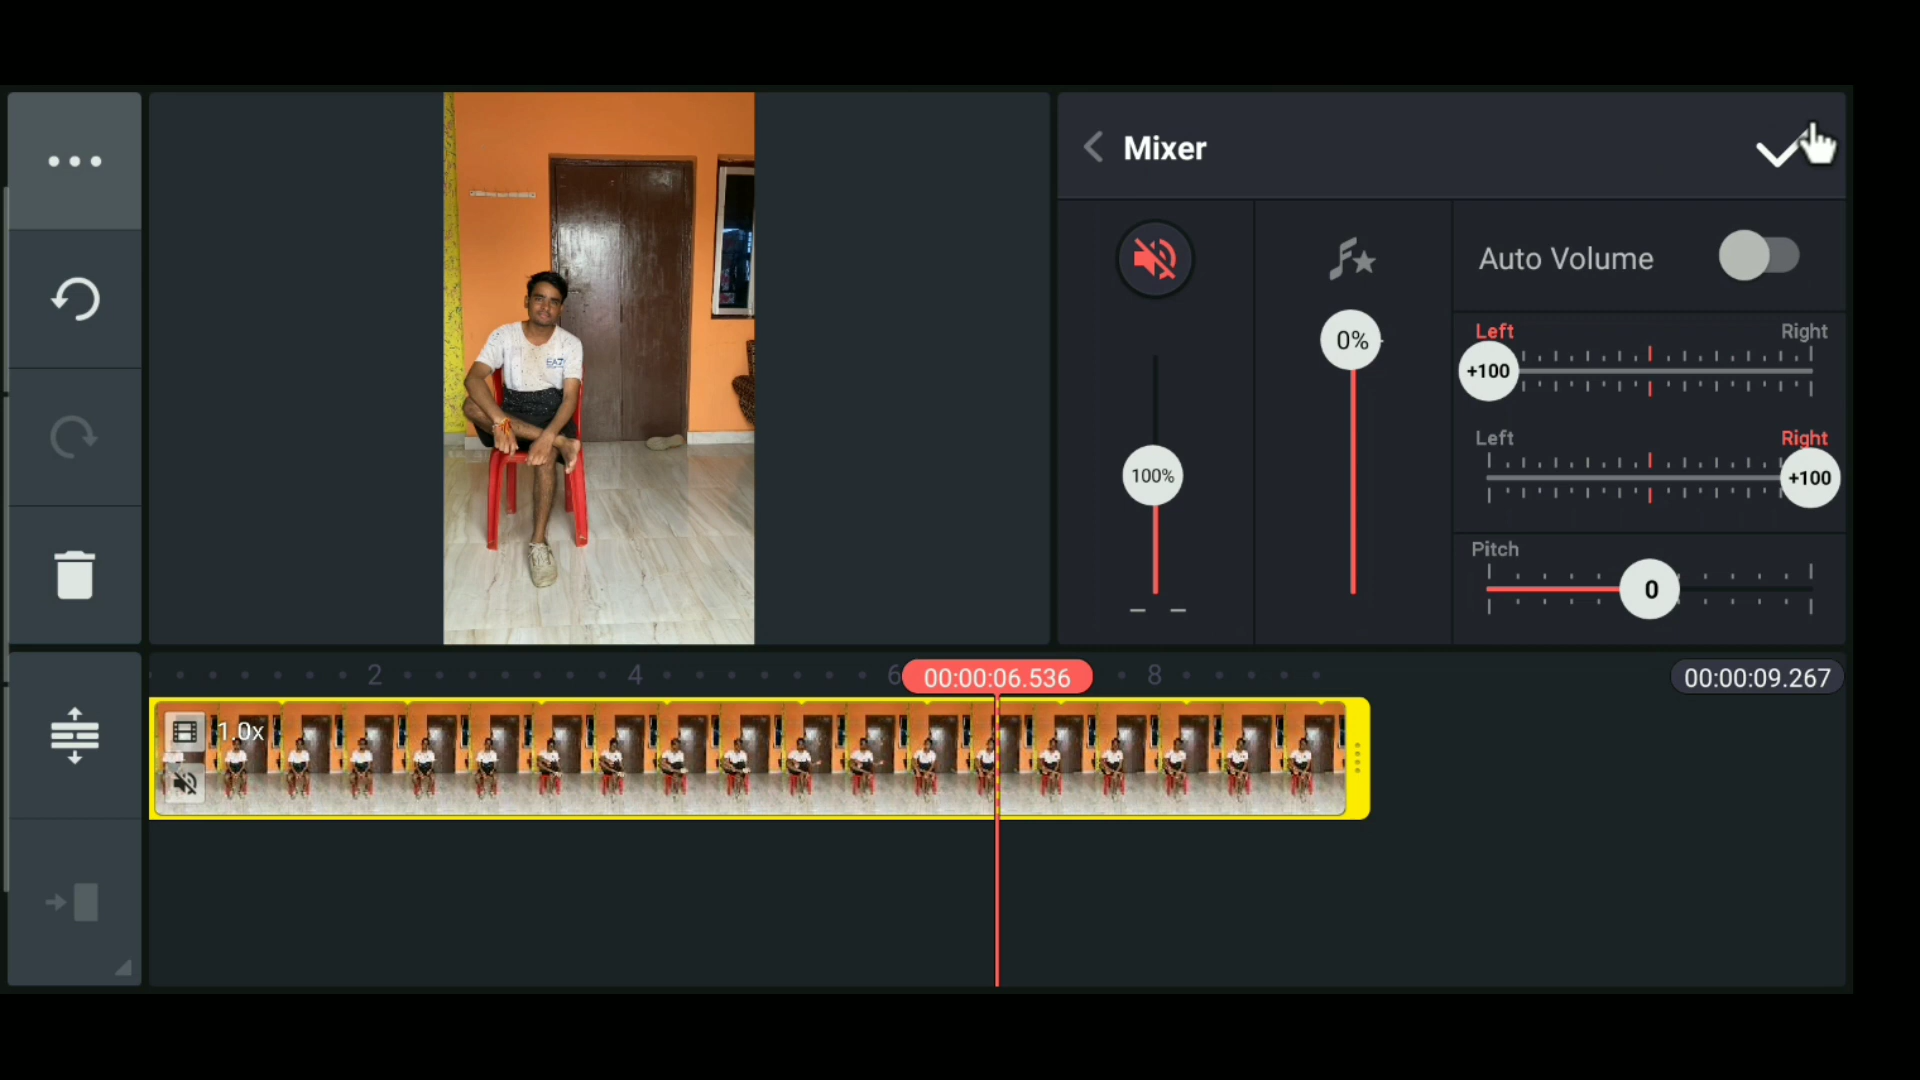 Mixer
Auto Volume
Left Right
+100
0%
Left Right
+100
100%
Pitch
0
2 4 6 00:00:06.536 8 00:00:09.267
1.0x